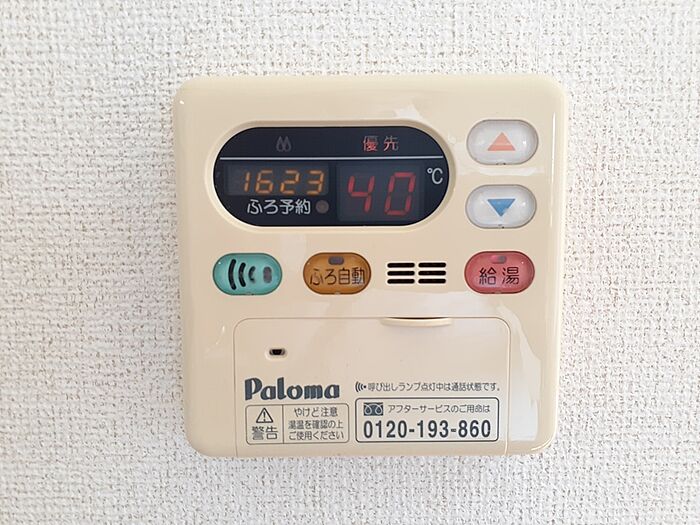 優先
1623
40
℃
ふろ予約
ふろ自動
給湯
Paloma
呼び出しランプ点灯中は通話状態です。
警告
やけど注意
湯温を確認の上
ご使用ください
アフターサービスのご用命は
0120-193-860